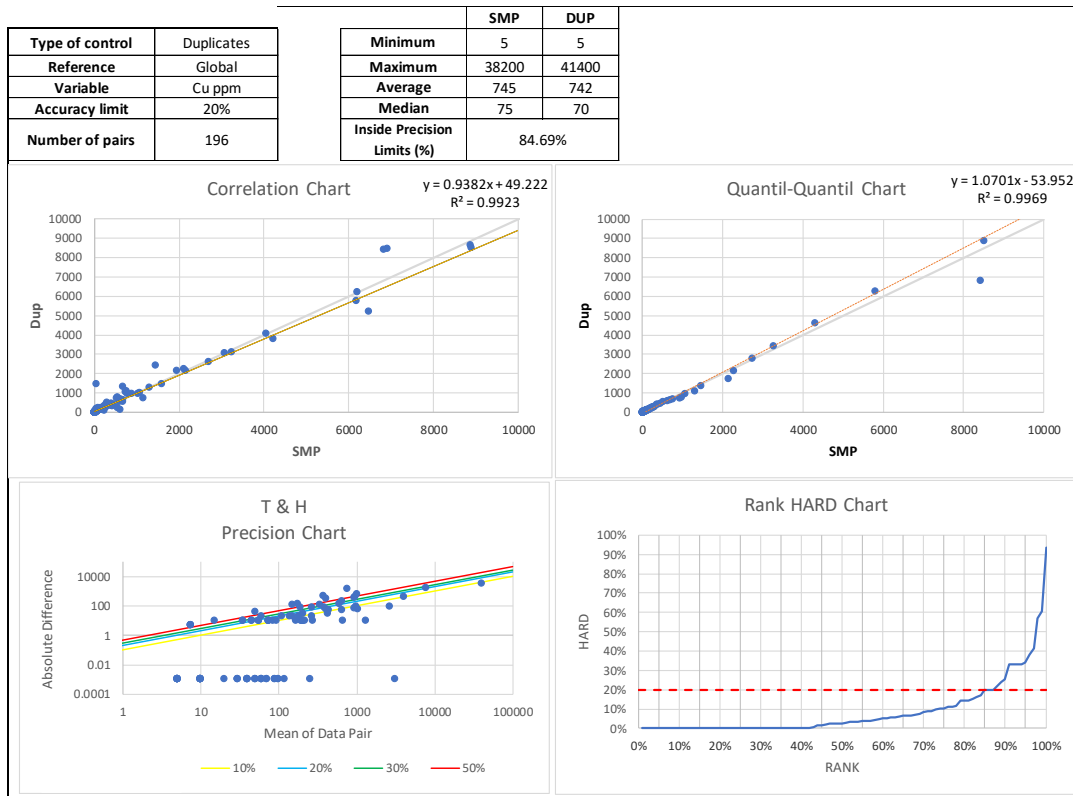 SMP DUP
Type of control Duplicates
Reference Global
Variable Cu ppm
Accuracy limit 20%
Number of pairs 196
Minimum 5 5
Maximum 38200 41400
Average 745 742
Median 75 70
Inside Precision
Limits (%)
84.69%
Correlation Chart
y = 0.9382x + 49.222
R² = 0.9923
10000
9000
8000
7000
6000
5000
4000
3000
2000
1000
0
Dup
0 2000 4000 6000 8000 10000
SMP
Quantil-Quantil Chart
y = 1.0701x - 53.952
R² = 0.9969
10000
9000
8000
7000
6000
5000
4000
3000
2000
1000
0
Dup
0 2000 4000 6000 8000 10000
SMP
T & H
Precision Chart
10000
100
1
0.01
0.0001
Absolute Difference
1 10 100 1000 10000 100000
Mean of Data Pair
10% 20% 30% 50%
Rank HARD Chart
100%
90%
80%
70%
60%
50%
40%
30%
20%
10%
0%
HARD
0% 10% 20% 30% 40% 50% 60% 70% 80% 90% 100%
RANK